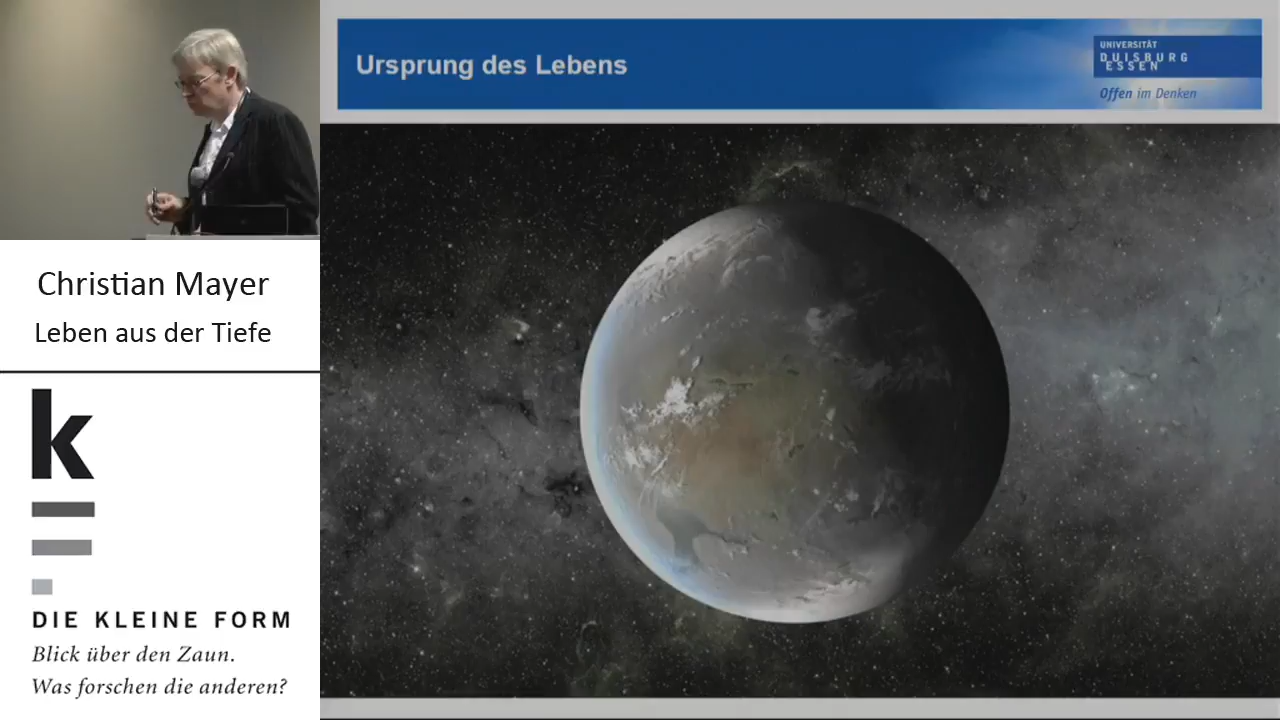 Ursprung des Lebens
UNIVERSITÄT
DUISBURG
ESSEN
Offen im Denken
Christian Mayer
Leben aus der Tiefe
k
DIE KLEINE FORM
Blick über den Zaun.
Was forschen die anderen?